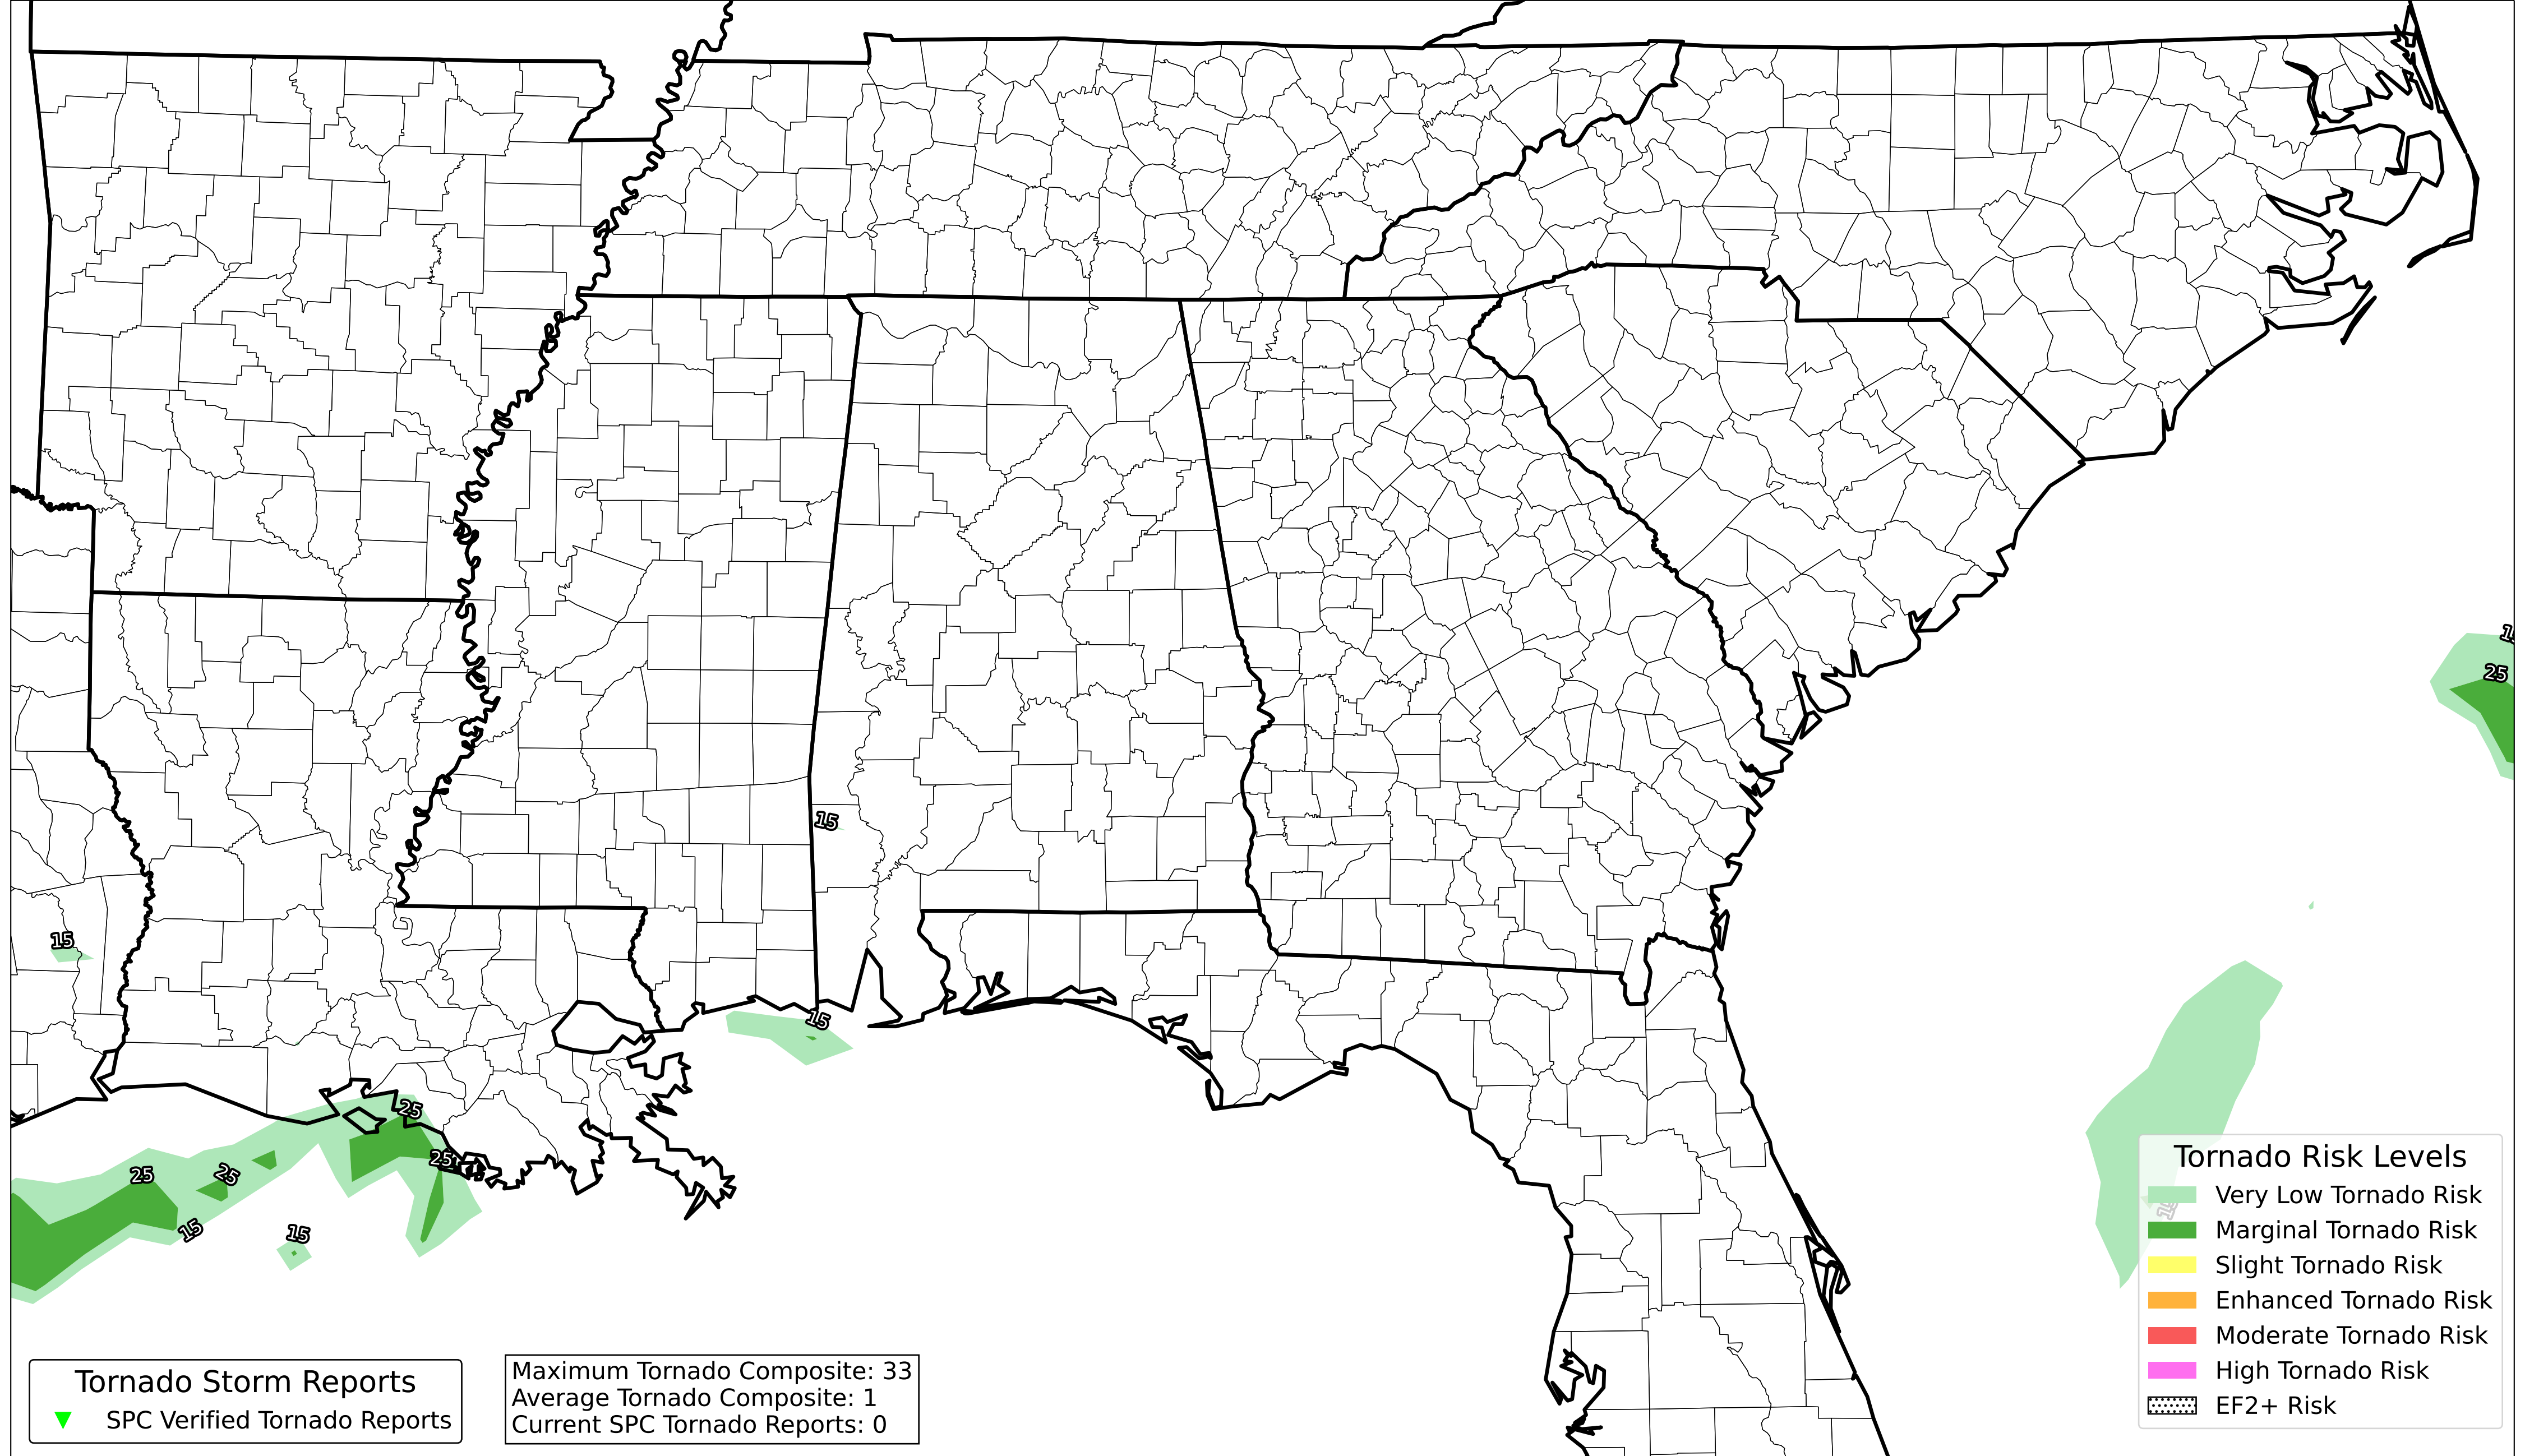 15
25
15
15
15
25
25
25
25
15
15
15
Tornado Risk Levels
Very Low Tornado Risk
Marginal Tornado Risk
Slight Tornado Risk
Enhanced Tornado Risk
Moderate Tornado Risk
High Tornado Risk
EF2+ Risk
Tornado Storm Reports
SPC Verified Tornado Reports
Maximum Tornado Composite: 33
Average Tornado Composite: 1
Current SPC Tornado Reports: 0